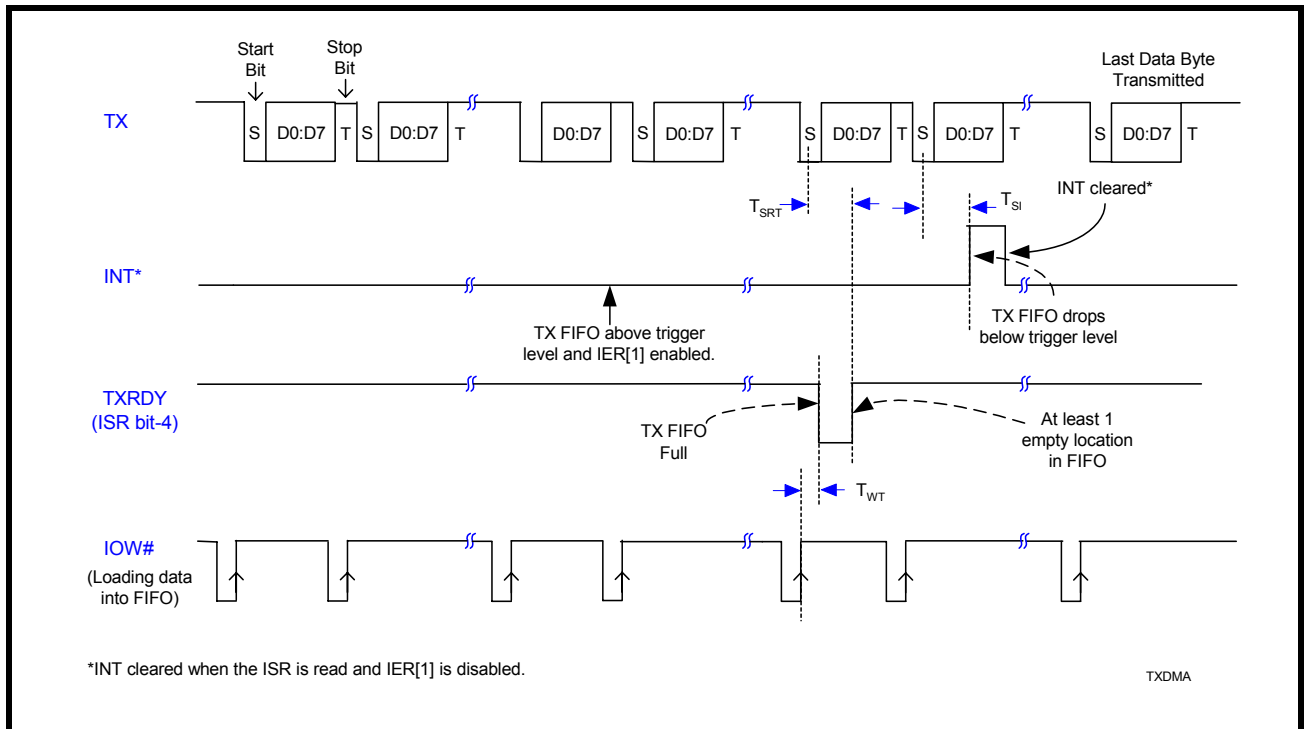 Start
Bit
Stop
Bit
Last Data Byte
Transmitted
TX
S D0:D7 T S D0:D7 T D0:D7 S D0:D7 T S D0:D7 T S D0:D7 T S D0:D7 T
TSRT
TSI
INT cleared*
INT*
TX FIFO above trigger
level and IER[1] enabled.
TX FIFO drops
below trigger level
TXRDY
(ISR bit-4)
TX FIFO
Full
At least 1
empty location
in FIFO
TWT
IOW#
(Loading data
into FIFO)
*INT cleared when the ISR is read and IER[1] is disabled.
TXDMA